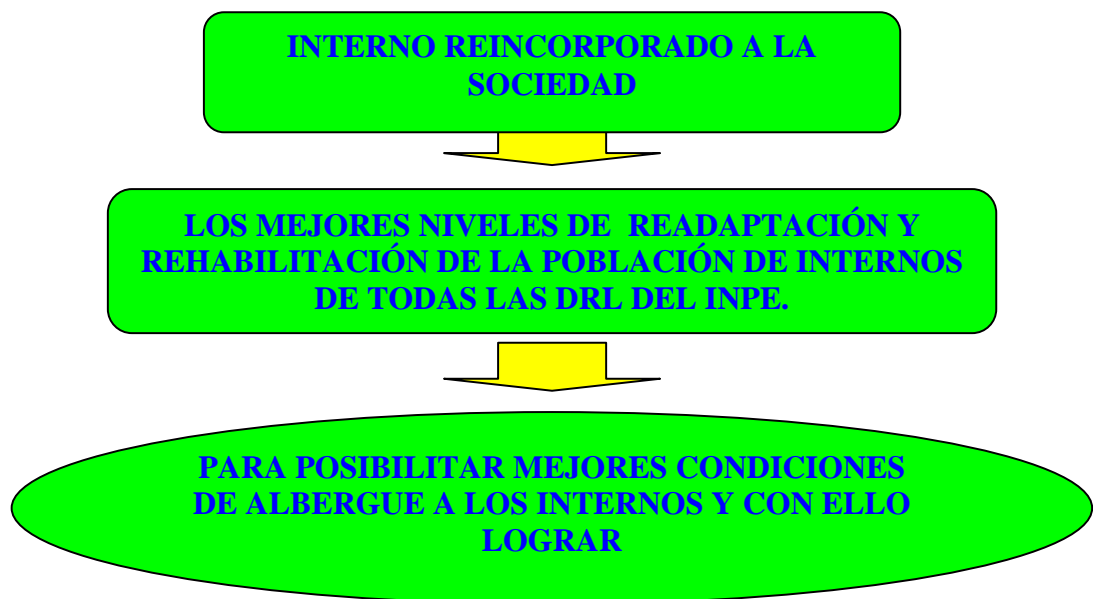 INTERNO REINCORPORADO A LA
SOCIEDAD
LOS MEJORES NIVELES DE READAPTACIÓN Y
REHABILITACIÓN DE LA POBLACIÓN DE INTERNOS
DE TODAS LAS DRL DEL INPE.
PARA POSIBILITAR MEJORES CONDICIONES
DE ALBERGUE A LOS INTERNOS Y CON ELLO
LOGRAR